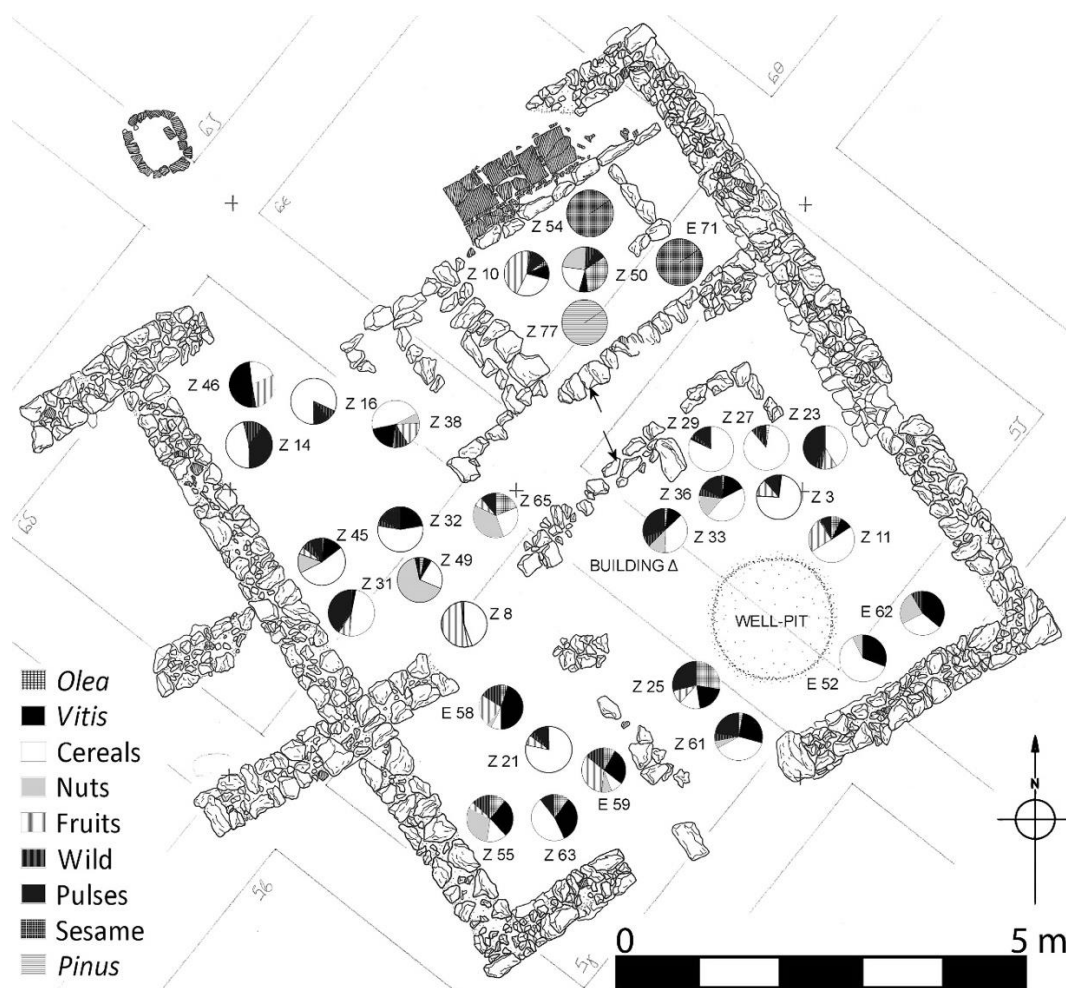 Z 54
E 71
Z 10
Z 50
Z 77
Z 46
Z 16
Z 38
Z 14
Z 29
Z 27
Z 23
Z 36
Z 3
Z 65
Z 32
Z 33
Z 11
Z 45
Z 49
BUILDING Δ
Z 31
Z 8
WELL-PIT
E 62
E 52
Z 25
E 58
Z 61
Z 21
E 59
Z 55
Z 63
Olea
Vitis
Cereals
Nuts
Fruits
Wild
Pulses
Sesame
Pinus
N
0
5 m